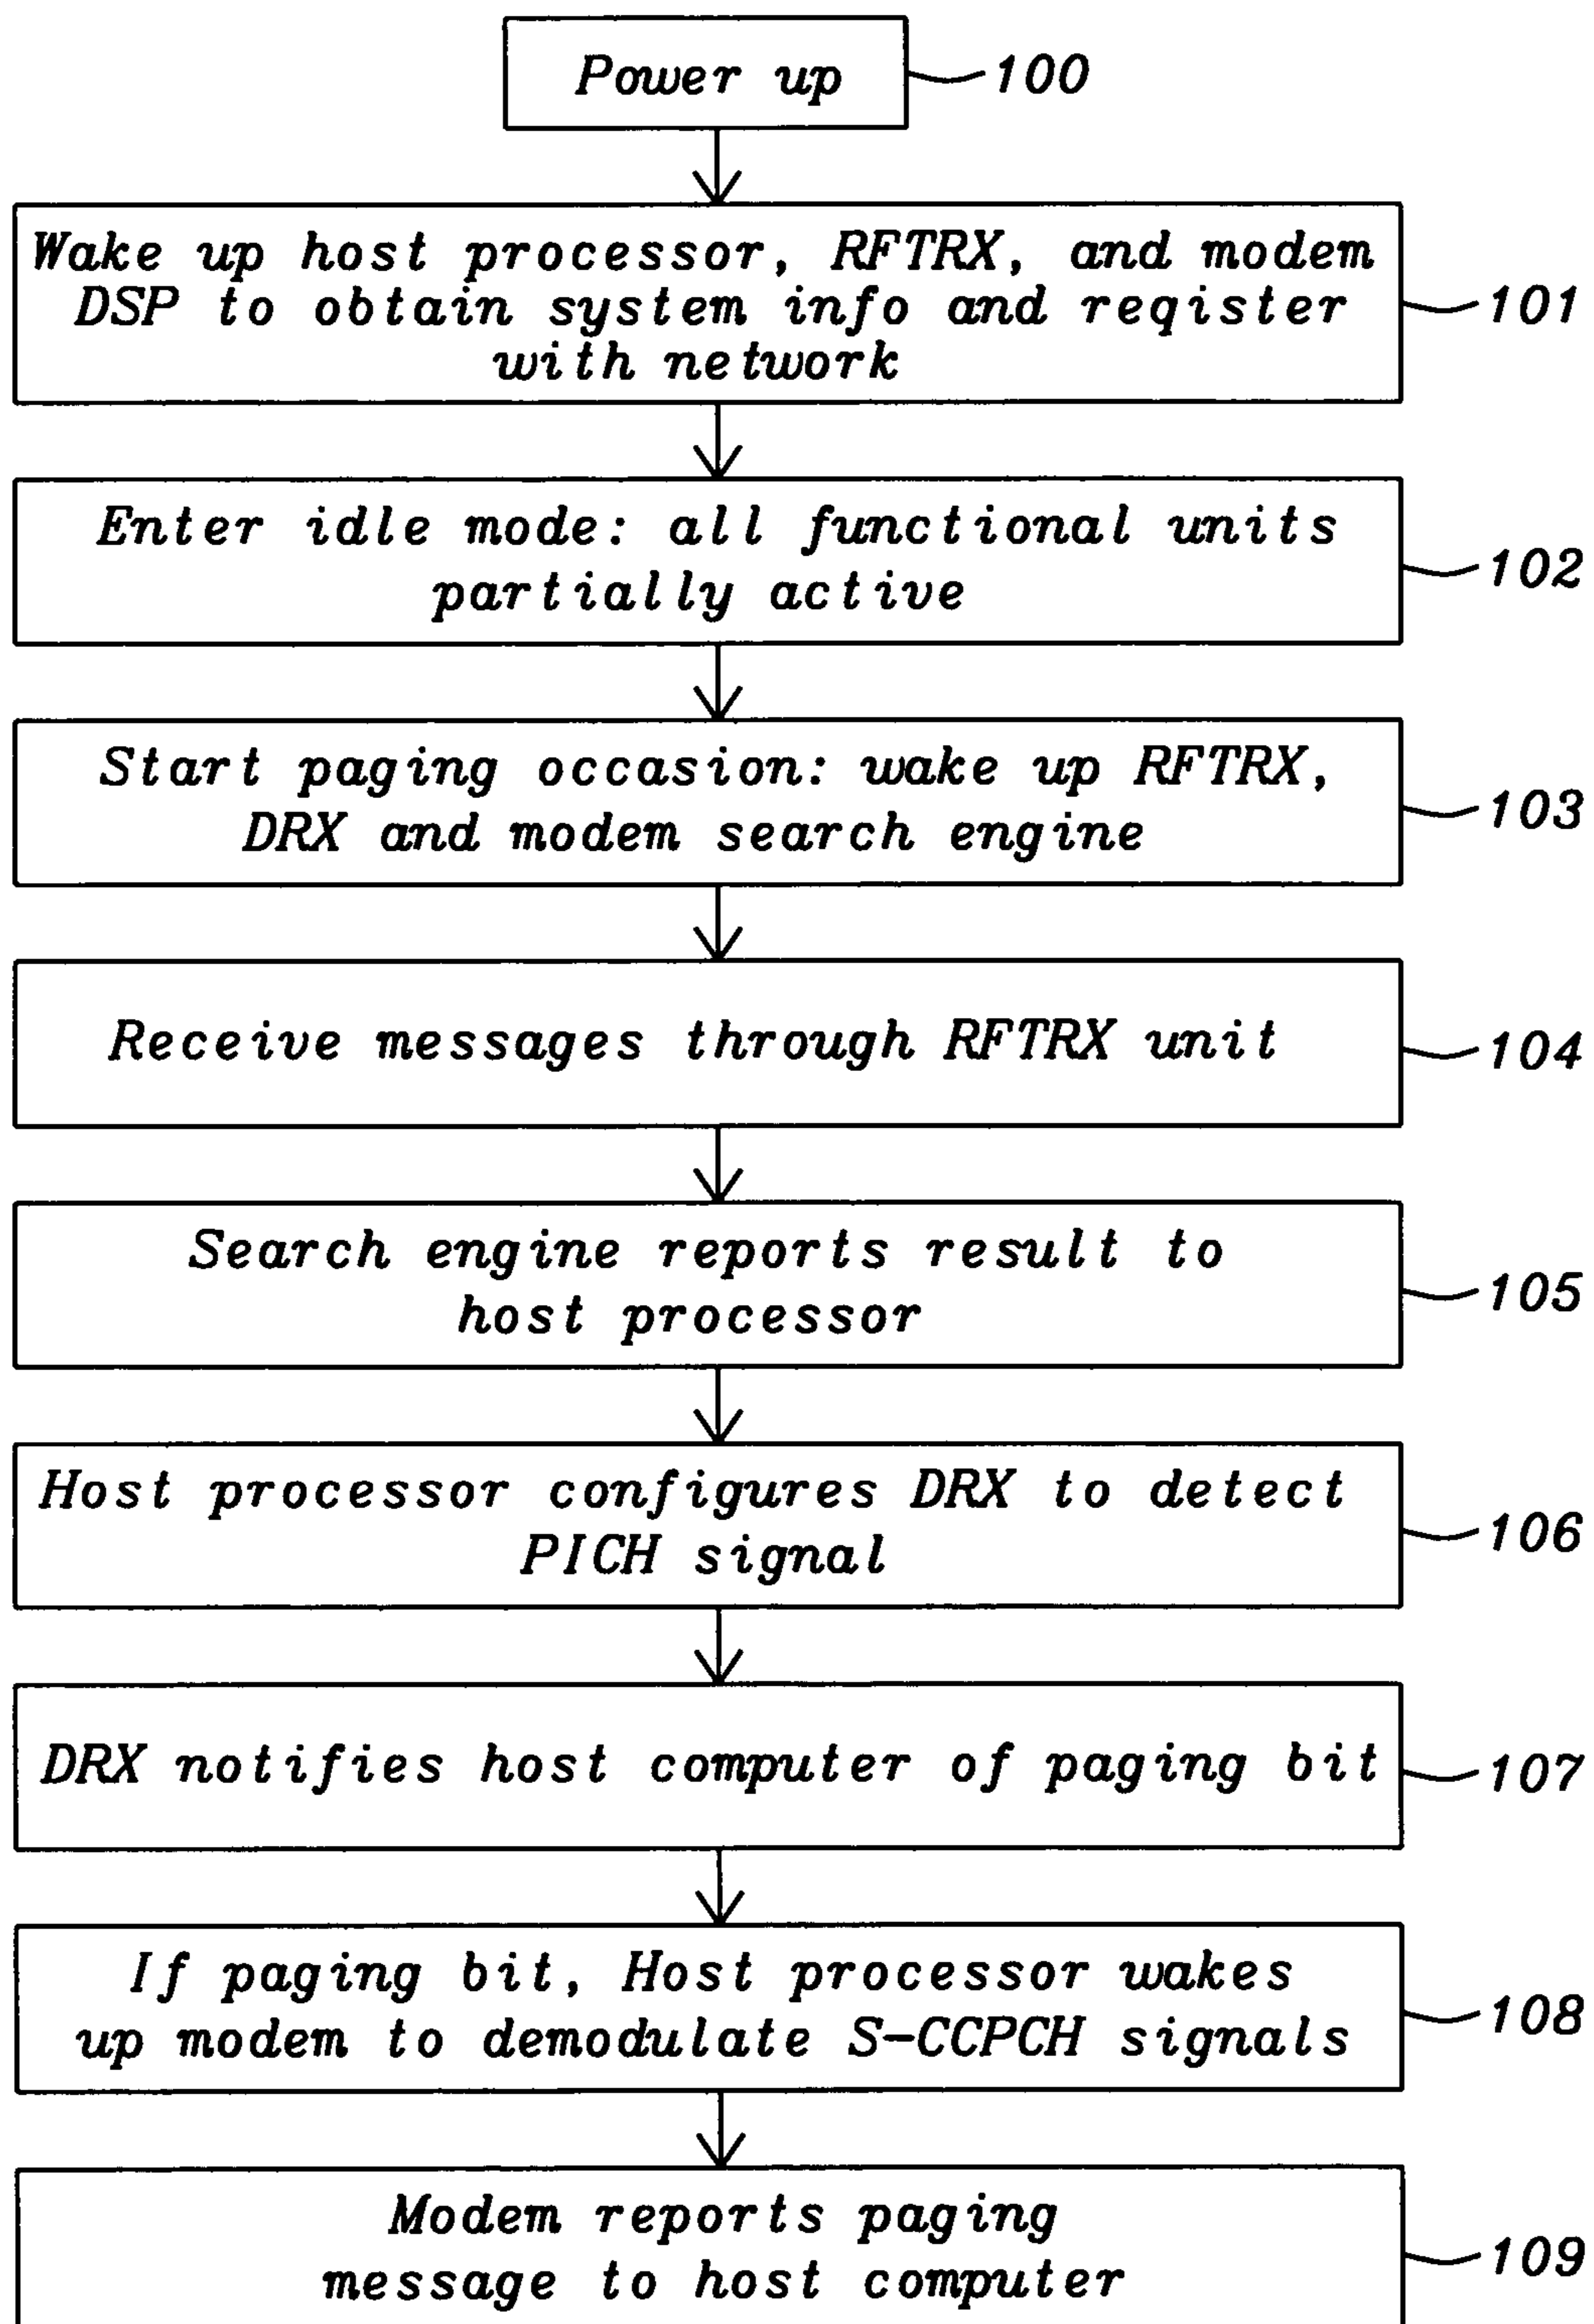 Power up
100
Wake up host processor, RFTRX, and modem
DSP to obtain system info and reqister
with network
101
Enter idle mode: all functional units
partially active
102
Start paging occasion: wake up RFTRX,
DRX and modem search engine
103
Receive messages through RFTRX unit
104
Search engine reports result to
host processor
105
Host processor configures DRX to detect
PICH signal
106
DRX notifies host computer of paging bit
107
If paging bit, Host processor wakes
up modem to demodulate S-CCPCH signals
108
Modem reports paging
message to host computer
109